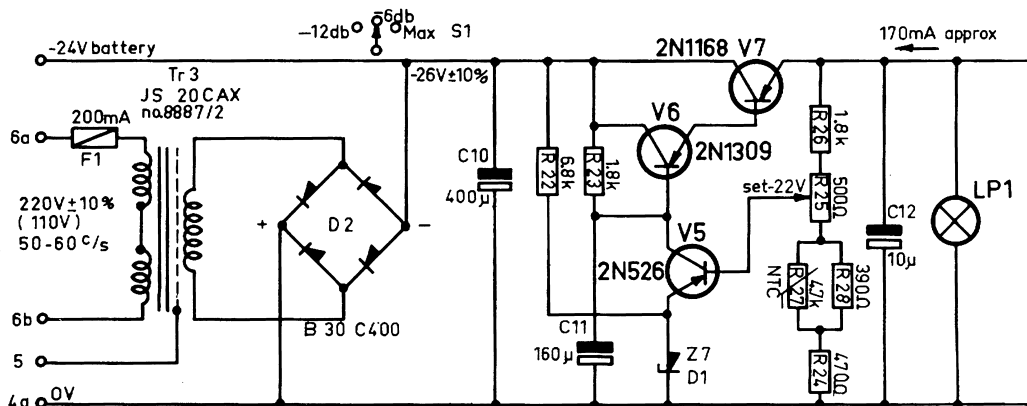 -6db
-12db
Max
S1
-24V battery
Tr 3
JS 20CAX
no.8887/2
-26V±10%
2N1168
V7
170mA approx
6a
200mA
F1
V6
2N1309
C10
400µ
R22
6.8k
R23
1.8k
R26
1.8k
set-22V
R25
500Ω
LP1
220V±10%
(110V)
50-60 c/s
+
D2
-
V5
2N526
C12
10µ
NTC
R27
4.7k
R28
390Ω
6b
B 30 C400
C11
160µ
5
Z7
D1
R24
470Ω
4a
0V